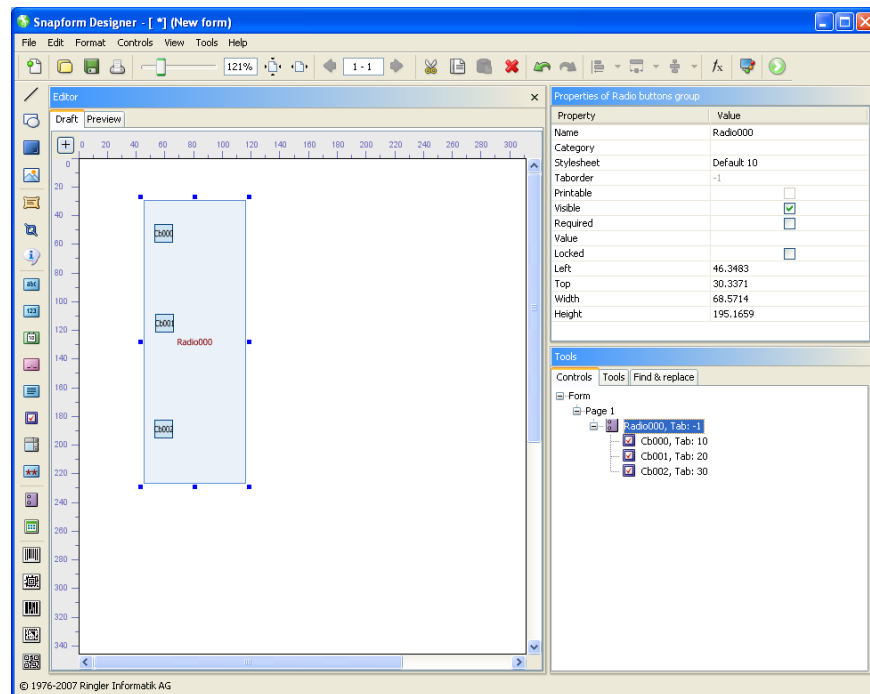 Snapform Designer - [ *] (New form)
File Edit Format Controls View Tools Help
121% 1 - 1 fx
Editor
Draft Preview
0 20 40 60 80 100 120 140 160 180 200 220 240 260 280 300
0
20
40
60
80
100
120
140
160
180
200
220
240
260
280
300
320
340
Cb000
Cb001
Radio000
Cb002
abc
123
Properties of Radio buttons group
Property Value
Name Radio000
Category
Stylesheet Default 10
Taborder -1
Printable
Visible
Required
Value
Locked
Left 46.3483
Top 30.3371
Width 68.5714
Height 195.1659
Tools
Controls Tools Find & replace
Form
Page 1
Radio000, Tab: -1
Cb000, Tab: 10
Cb001, Tab: 20
Cb002, Tab: 30
© 1976-2007 Ringler Informatik AG